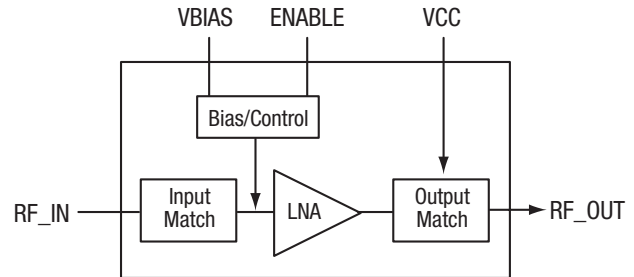 VBIAS ENABLE VCC
Bias/Control
Input
Match
LNA
Output
Match
RF_IN
RF_OUT